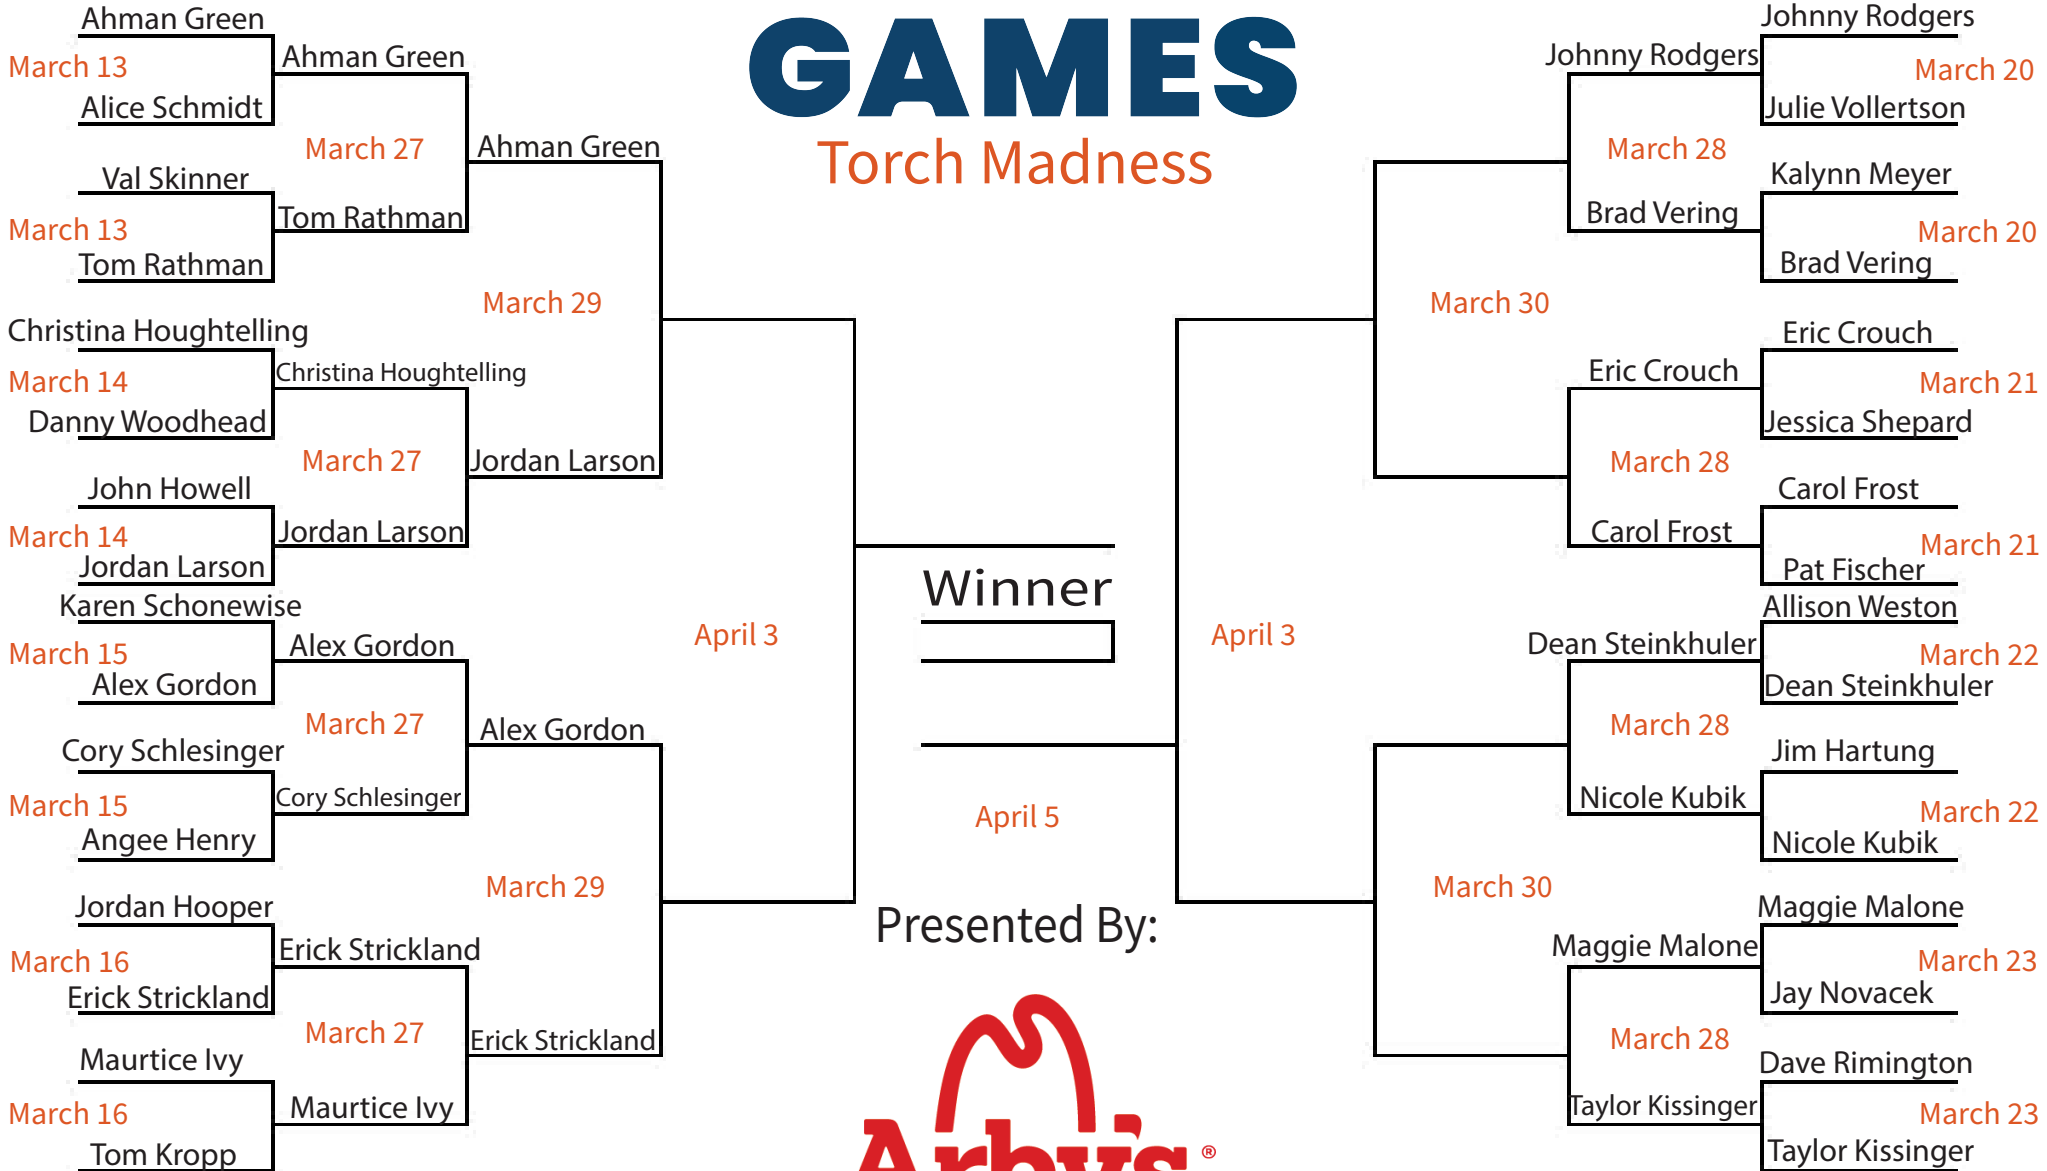 GAMES
Torch Madness
Ahman Green
March 13
Alice Schmidt
Val Skinner
March 13
Tom Rathman
Christina Houghtelling
March 14
Danny Woodhead
John Howell
March 14
Jordan Larson
Karen Schonewise
March 15
Alex Gordon
Cory Schlesinger
March 15
Angee Henry
Jordan Hooper
March 16
Erick Strickland
Maurtice Ivy
March 16
Tom Kropp
Ahman Green
March 27
Tom Rathman
Christina Houghtelling
March 27
Jordan Larson
Alex Gordon
March 27
Cory Schlesinger
Erick Strickland
March 27
Maurtice Ivy
Ahman Green
March 29
Jordan Larson
Alex Gordon
March 29
Erick Strickland
April 3
Winner
April 5
Presented By:
Arby's ®
April 3
March 30
March 30
Johnny Rodgers
March 28
Brad Vering
Eric Crouch
March 28
Carol Frost
Dean Steinkhuler
March 28
Nicole Kubik
Maggie Malone
March 28
Taylor Kissinger
Johnny Rodgers
March 20
Julie Vollertson
Kalynn Meyer
March 20
Brad Vering
Eric Crouch
March 21
Jessica Shepard
Carol Frost
March 21
Pat Fischer
Allison Weston
March 22
Dean Steinkhuler
Jim Hartung
March 22
Nicole Kubik
Maggie Malone
March 23
Jay Novacek
Dave Rimington
March 23
Taylor Kissinger